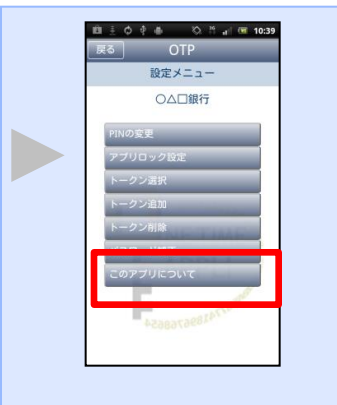 10:39
戻る OTP
設定メニュー
○△□銀行
PINの変更
アプリロック設定
トークン選択
トークン追加
トークン削除
このアプリについて